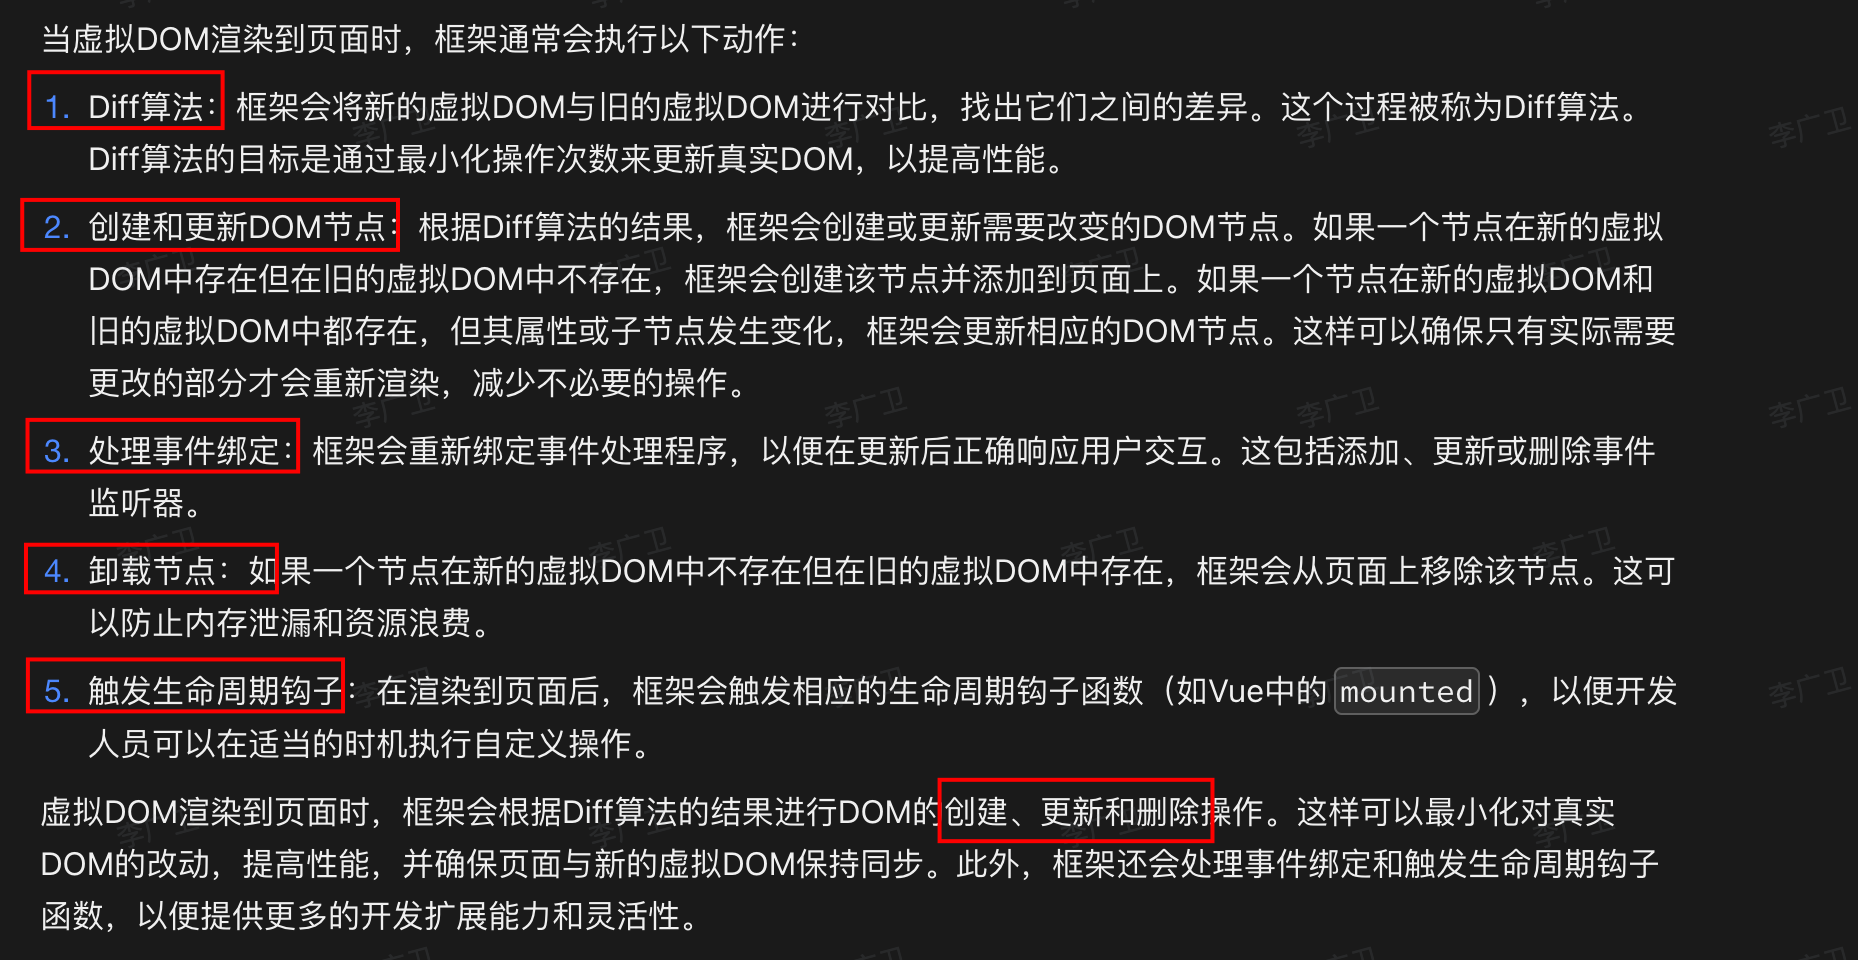 当虚拟DOM渲染到页面时，框架通常会执行以下动作：
1. Diff算法：框架会将新的虚拟DOM与旧的虚拟DOM进行对比，找出它们之间的差异。这个过程被称为Diff算法。
Diff算法的目标是通过最小化操作次数来更新真实DOM，以提高性能。
2. 创建和更新DOM节点：根据Diff算法的结果，框架会创建或更新需要改变的DOM节点。如果一个节点在新的虚拟
DOM中存在但在旧的虚拟DOM中不存在，框架会创建该节点并添加到页面上。如果一个节点在新的虚拟DOM和
旧的虚拟DOM中都存在，但其属性或子节点发生变化，框架会更新相应的DOM节点。这样可以确保只有实际需要
更改的部分才会重新渲染，减少不必要的操作。
3. 处理事件绑定：框架会重新绑定事件处理程序，以便在更新后正确响应用户交互。这包括添加、更新或删除事件
监听器。
4. 卸载节点：如果一个节点在新的虚拟DOM中不存在但在旧的虚拟DOM中存在，框架会从页面上移除该节点。这可
以防止内存泄漏和资源浪费。
5. 触发生命周期钩子：在渲染到页面后，框架会触发相应的生命周期钩子函数（如Vue中的 mounted ），以便开发
人员可以在适当的时机执行自定义操作。
虚拟DOM渲染到页面时，框架会根据Diff算法的结果进行DOM的创建、更新和删除操作。这样可以最小化对真实
DOM的改动，提高性能，并确保页面与新的虚拟DOM保持同步。此外，框架还会处理事件绑定和触发生命周期钩子
函数，以便提供更多的开发扩展能力和灵活性。
李广卫